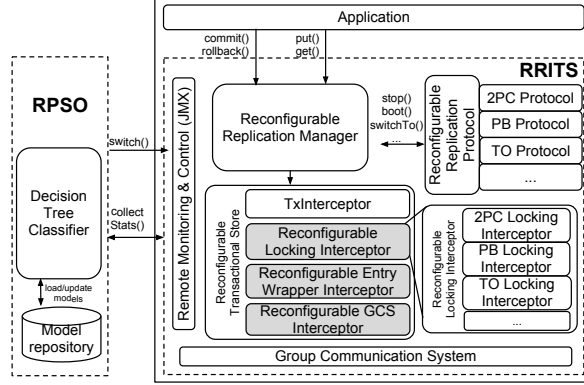 Application
commit()
rollback()
put()
get()
RPSO
RRITS
Remote Monitoring & Control (JMX)
Reconfigurable
Replication Manager
stop()
boot()
switchTo()
...
Reconfigurable
Replication
Protocol
2PC Protocol
PB Protocol
TO Protocol
...
switch()
Decision
Tree
Classifier
collect
Stats()
load/update
models
Model
repository
Reconfigurable
Transactional Store
TxInterceptor
Reconfigurable
Locking Interceptor
Reconfigurable Entry
Wrapper Interceptor
Reconfigurable GCS
Interceptor
Reconfigurable
Locking Interceptor
2PC Locking
Interceptor
PB Locking
Interceptor
TO Locking
Interceptor
...
Group Communication System